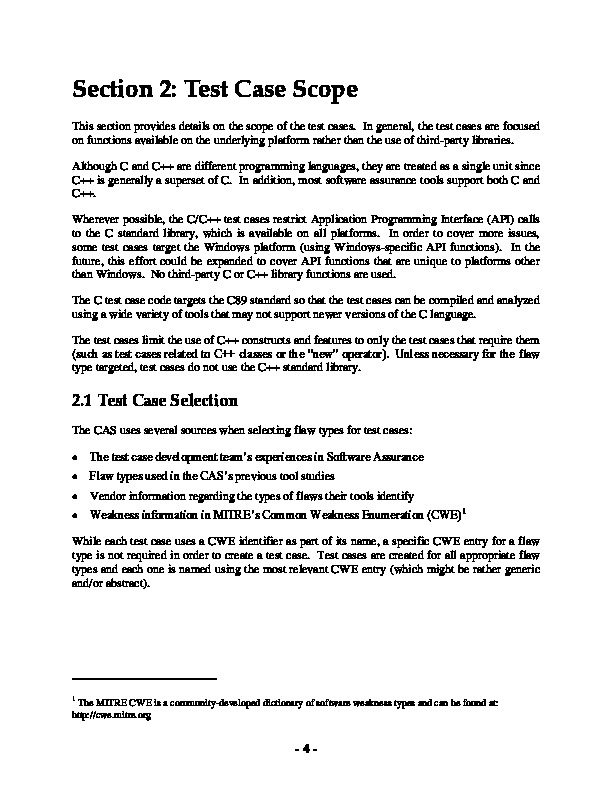 Section 2: Test Case Scope
This section provides details on the scope of the test cases. In general, the test cases are focused
on functions available on the underlying platform rather than the use of third-party libraries.
Although C and C++ are different programming languages, they are treated as a single unit since
C++ is generally a superset of C. In addition, most software assurance tools support both C and
C++.
Wherever possible, the C/C++ test cases restrict Application Programming Interface (API) calls
to the C standard library, which is available on all platforms. In order to cover more issues,
some test cases target the Windows platform (using Windows-specific API functions). In the
future, this effort could be expanded to cover API functions that are unique to platforms other
than Windows. No third-party C or C++ library functions are used.
The C test case code targets the C89 standard so that the test cases can be compiled and analyzed
using a wide variety of tools that may not support newer versions of the C language.
The test cases limit the use of C++ constructs and features to only the test cases that require them
(such as test cases related to C++ classes or the "new" operator). Unless necessary for the flaw
type targeted, test cases do not use the C++ standard library.
2.1 Test Case Selection
The CAS uses several sources when selecting flaw types for test cases:
• The test case development team's experiences in Software Assurance
• Flaw types used in the CAS's previous tool studies
• Vendor information regarding the types of flaws their tools identify
• Weakness information in MITRE's Common Weakness Enumeration (CWE)1
While each test case uses a CWE identifier as part of its name, a specific CWE entry for a flaw
type is not required in order to create a test case. Test cases are created for all appropriate flaw
types and each one is named using the most relevant CWE entry (which might be rather generic
and/or abstract).
1 The MITRE CWE is a community-developed dictionary of software weakness types and can be found at:
http://cwe.mitre.org
- 4 -